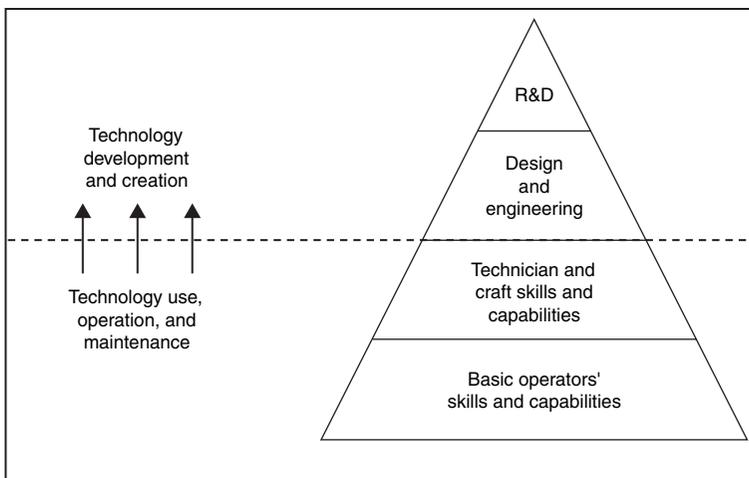 Technology
development
and creation
Technology use,
operation, and
maintenance
R&D
Design
and
engineering
Technician and
craft skills and
capabilities
Basic operators'
skills and capabilities